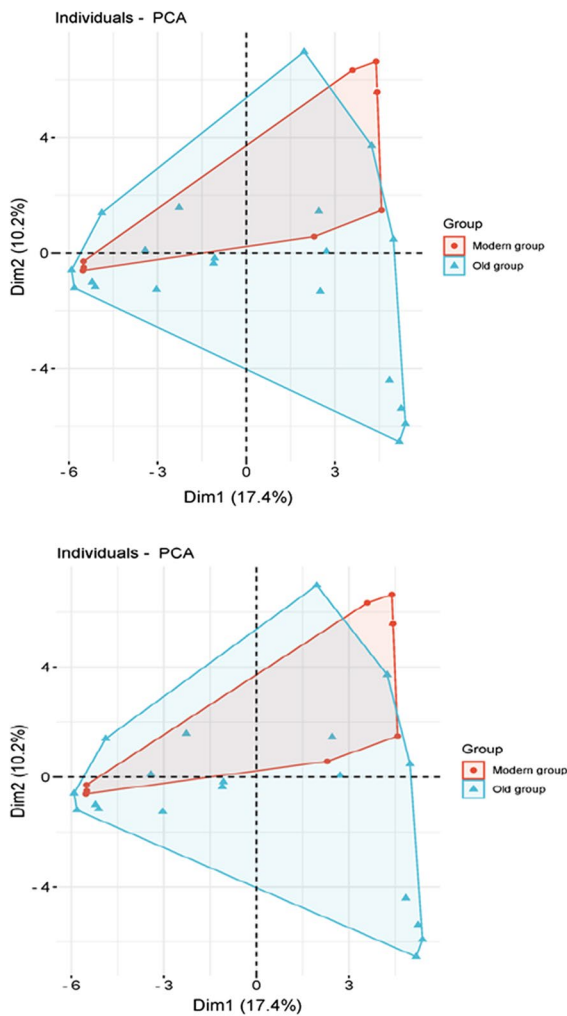 Individuals - PCA
4
0
-4
Dim2 (10.2%)
-6 -3 0 3
Dim1 (17.4%)
Group
Modern group
Old group
Individuals - PCA
4
0
-4
Dim2 (10.2%)
-6 -3 0 3
Dim1 (17.4%)
Group
Modern group
Old group